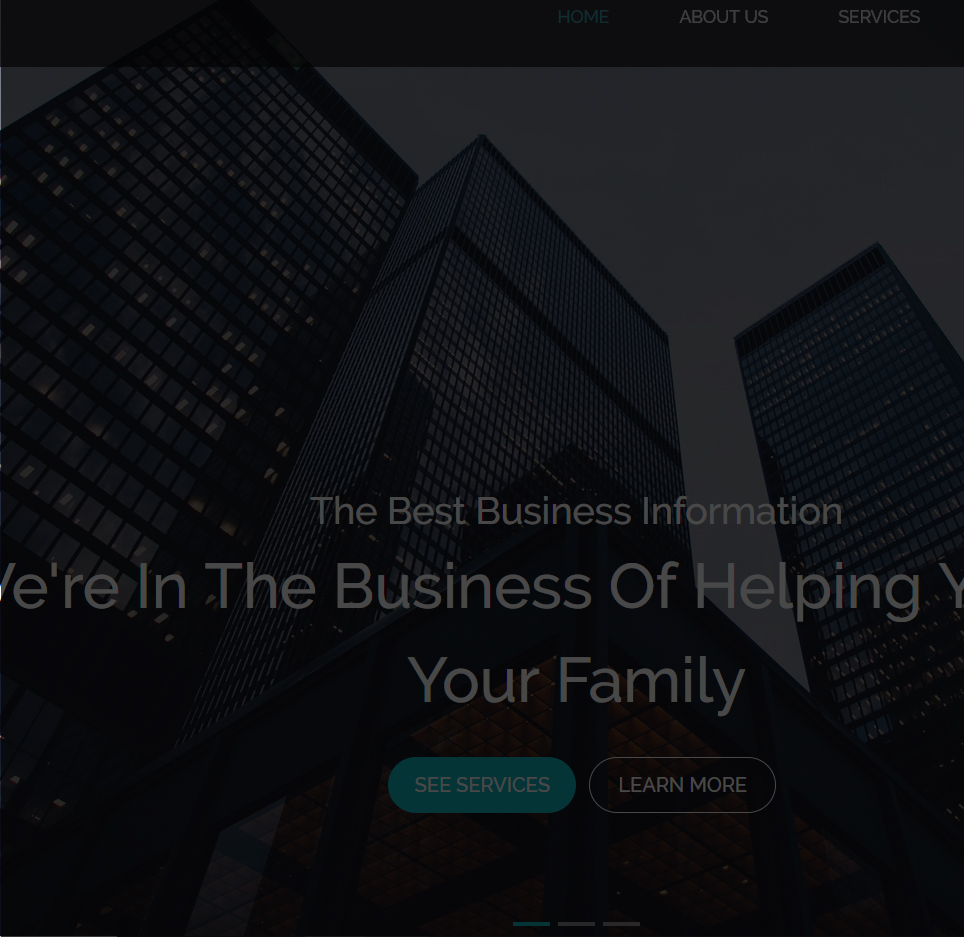 HOME ABOUT US SERVICES
The Best Business Information
We're In The Business Of Helping
Your Family
SEE SERVICES LEARN MORE